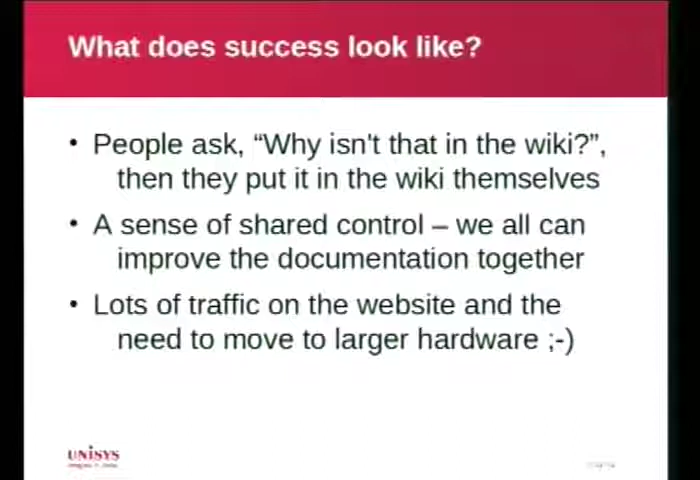 What does success look like?
• People ask, “Why isn't that in the wiki?”,
then they put it in the wiki themselves
• A sense of shared control – we all can
improve the documentation together
• Lots of traffic on the website and the
need to move to larger hardware ;-)
UNiSYS